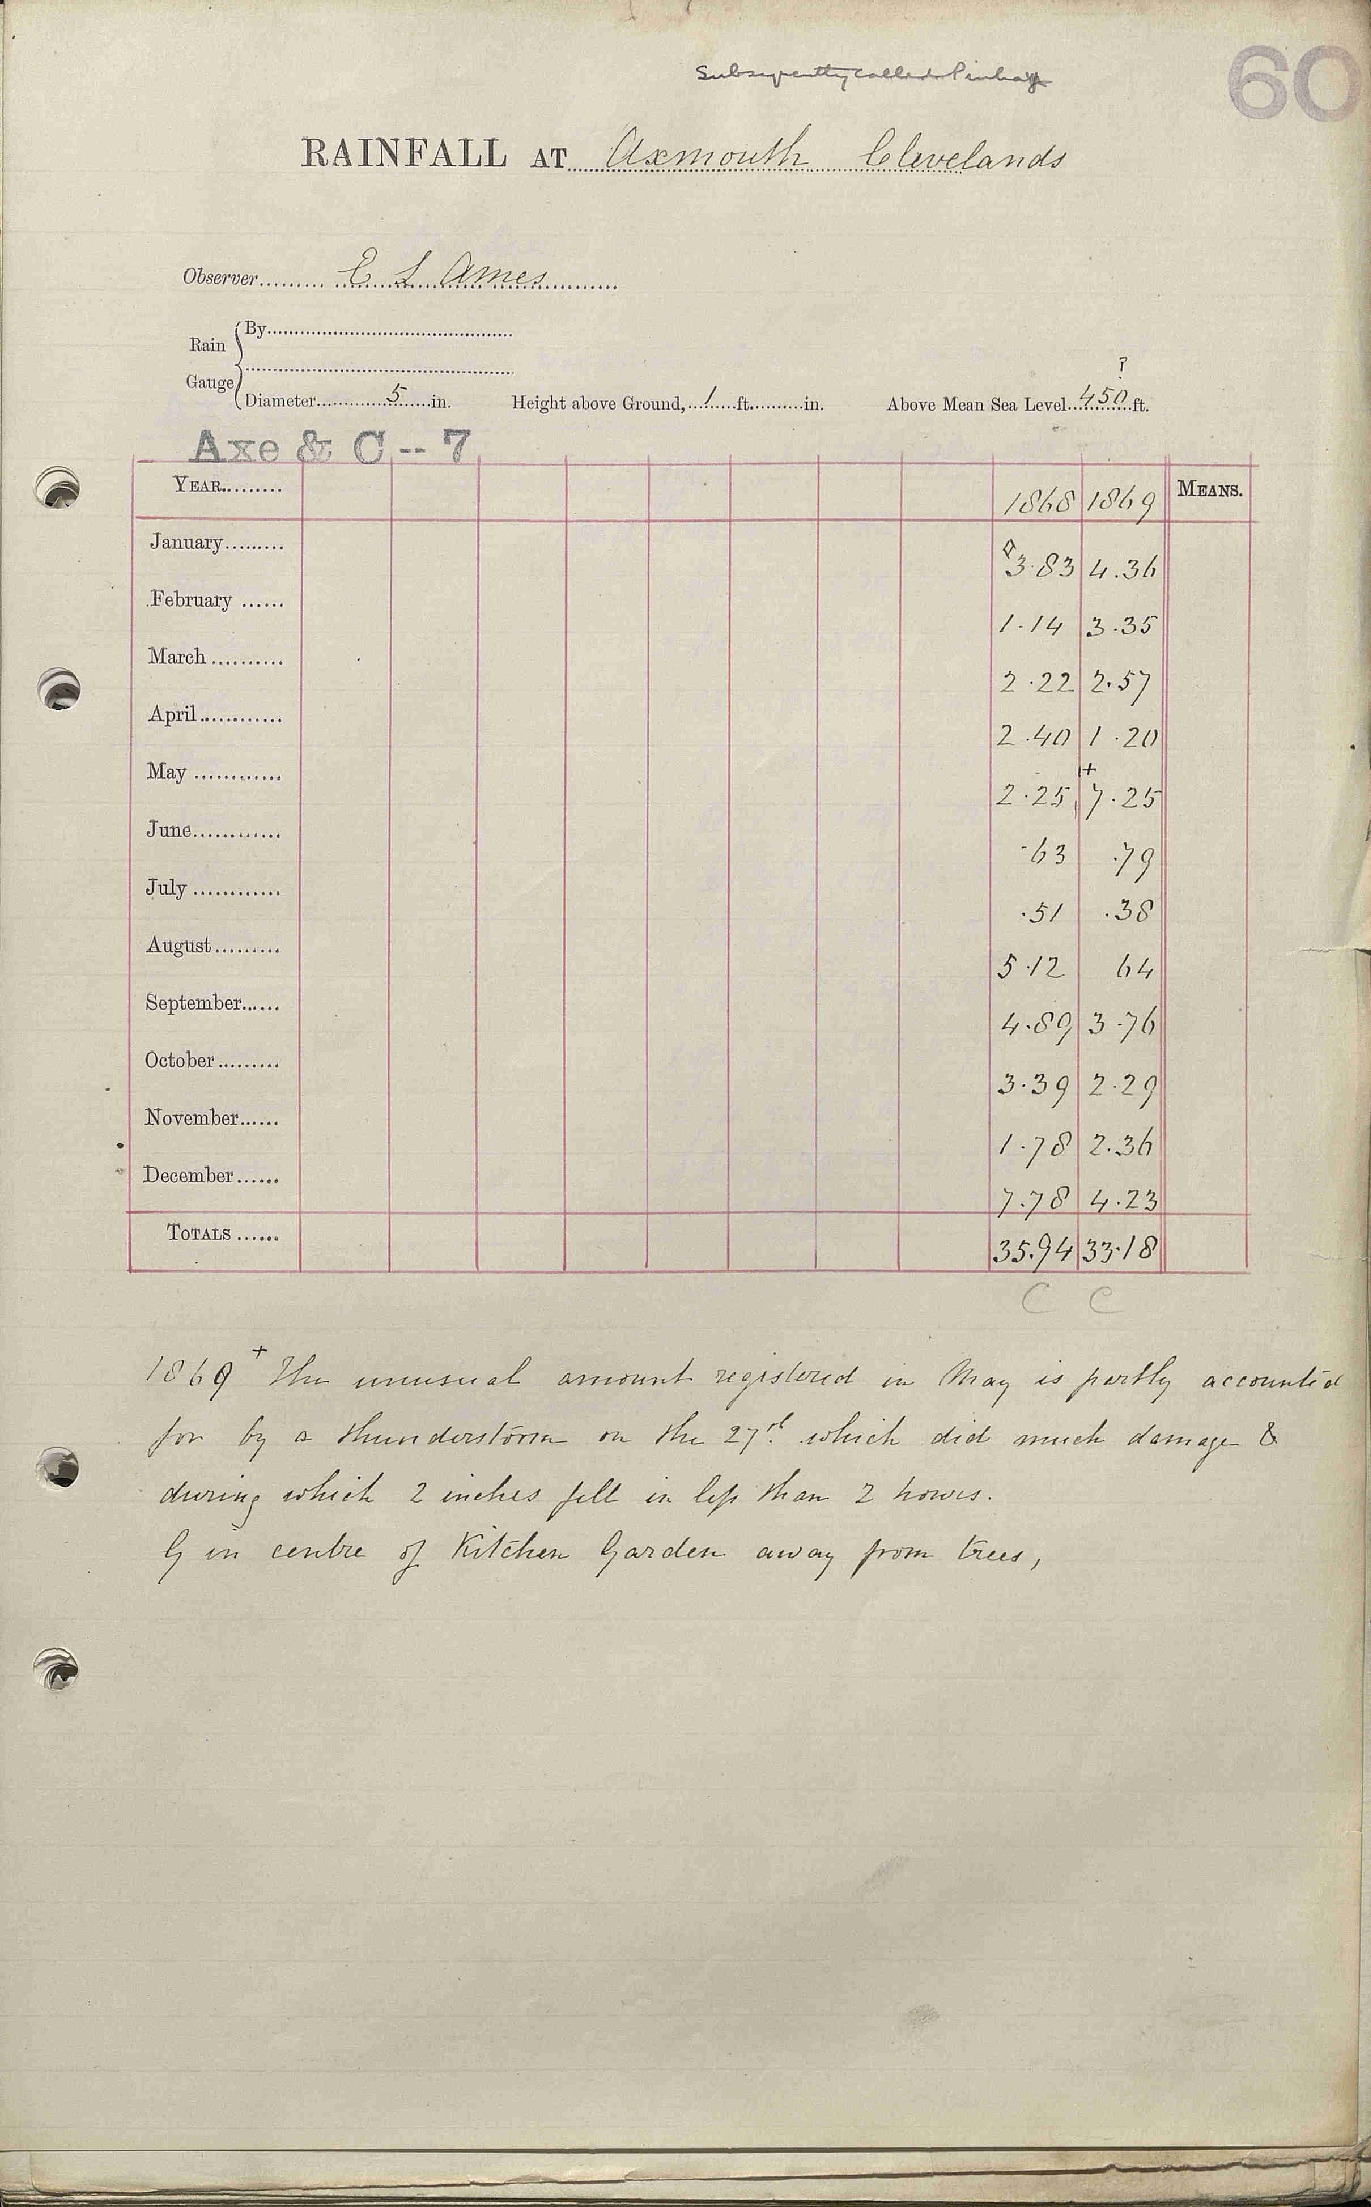 60
Subsequently called Pinhay
RAINFALL AT Axmouth Clevelands
Observer E L Ames
Rain Gauge By
Diameter 5 in. Height above Ground, 1 ft. in. Above Mean Sea Level 450 ft. ?
Axe & C -- 7
YEAR 1868 1869 MEANS.
January 3.83 4.36
February 1.14 3.35
March 2.22 2.57
April 2.40 1.20
May 2.25 + 7.25
June .63 .79
July .51 .38
August 5.12 64
September 4.89 3.76
October 3.39 2.29
November 1.78 2.36
December 7.78 4.23
TOTALS 35.94 33.18
C C
1869 + The unusual amount registered in May is partly accounted
for by a thunderstorm on the 27th which did much damage &
during which 2 inches fell in less than 2 hours.
G in centre of Kitchen Garden away from trees,